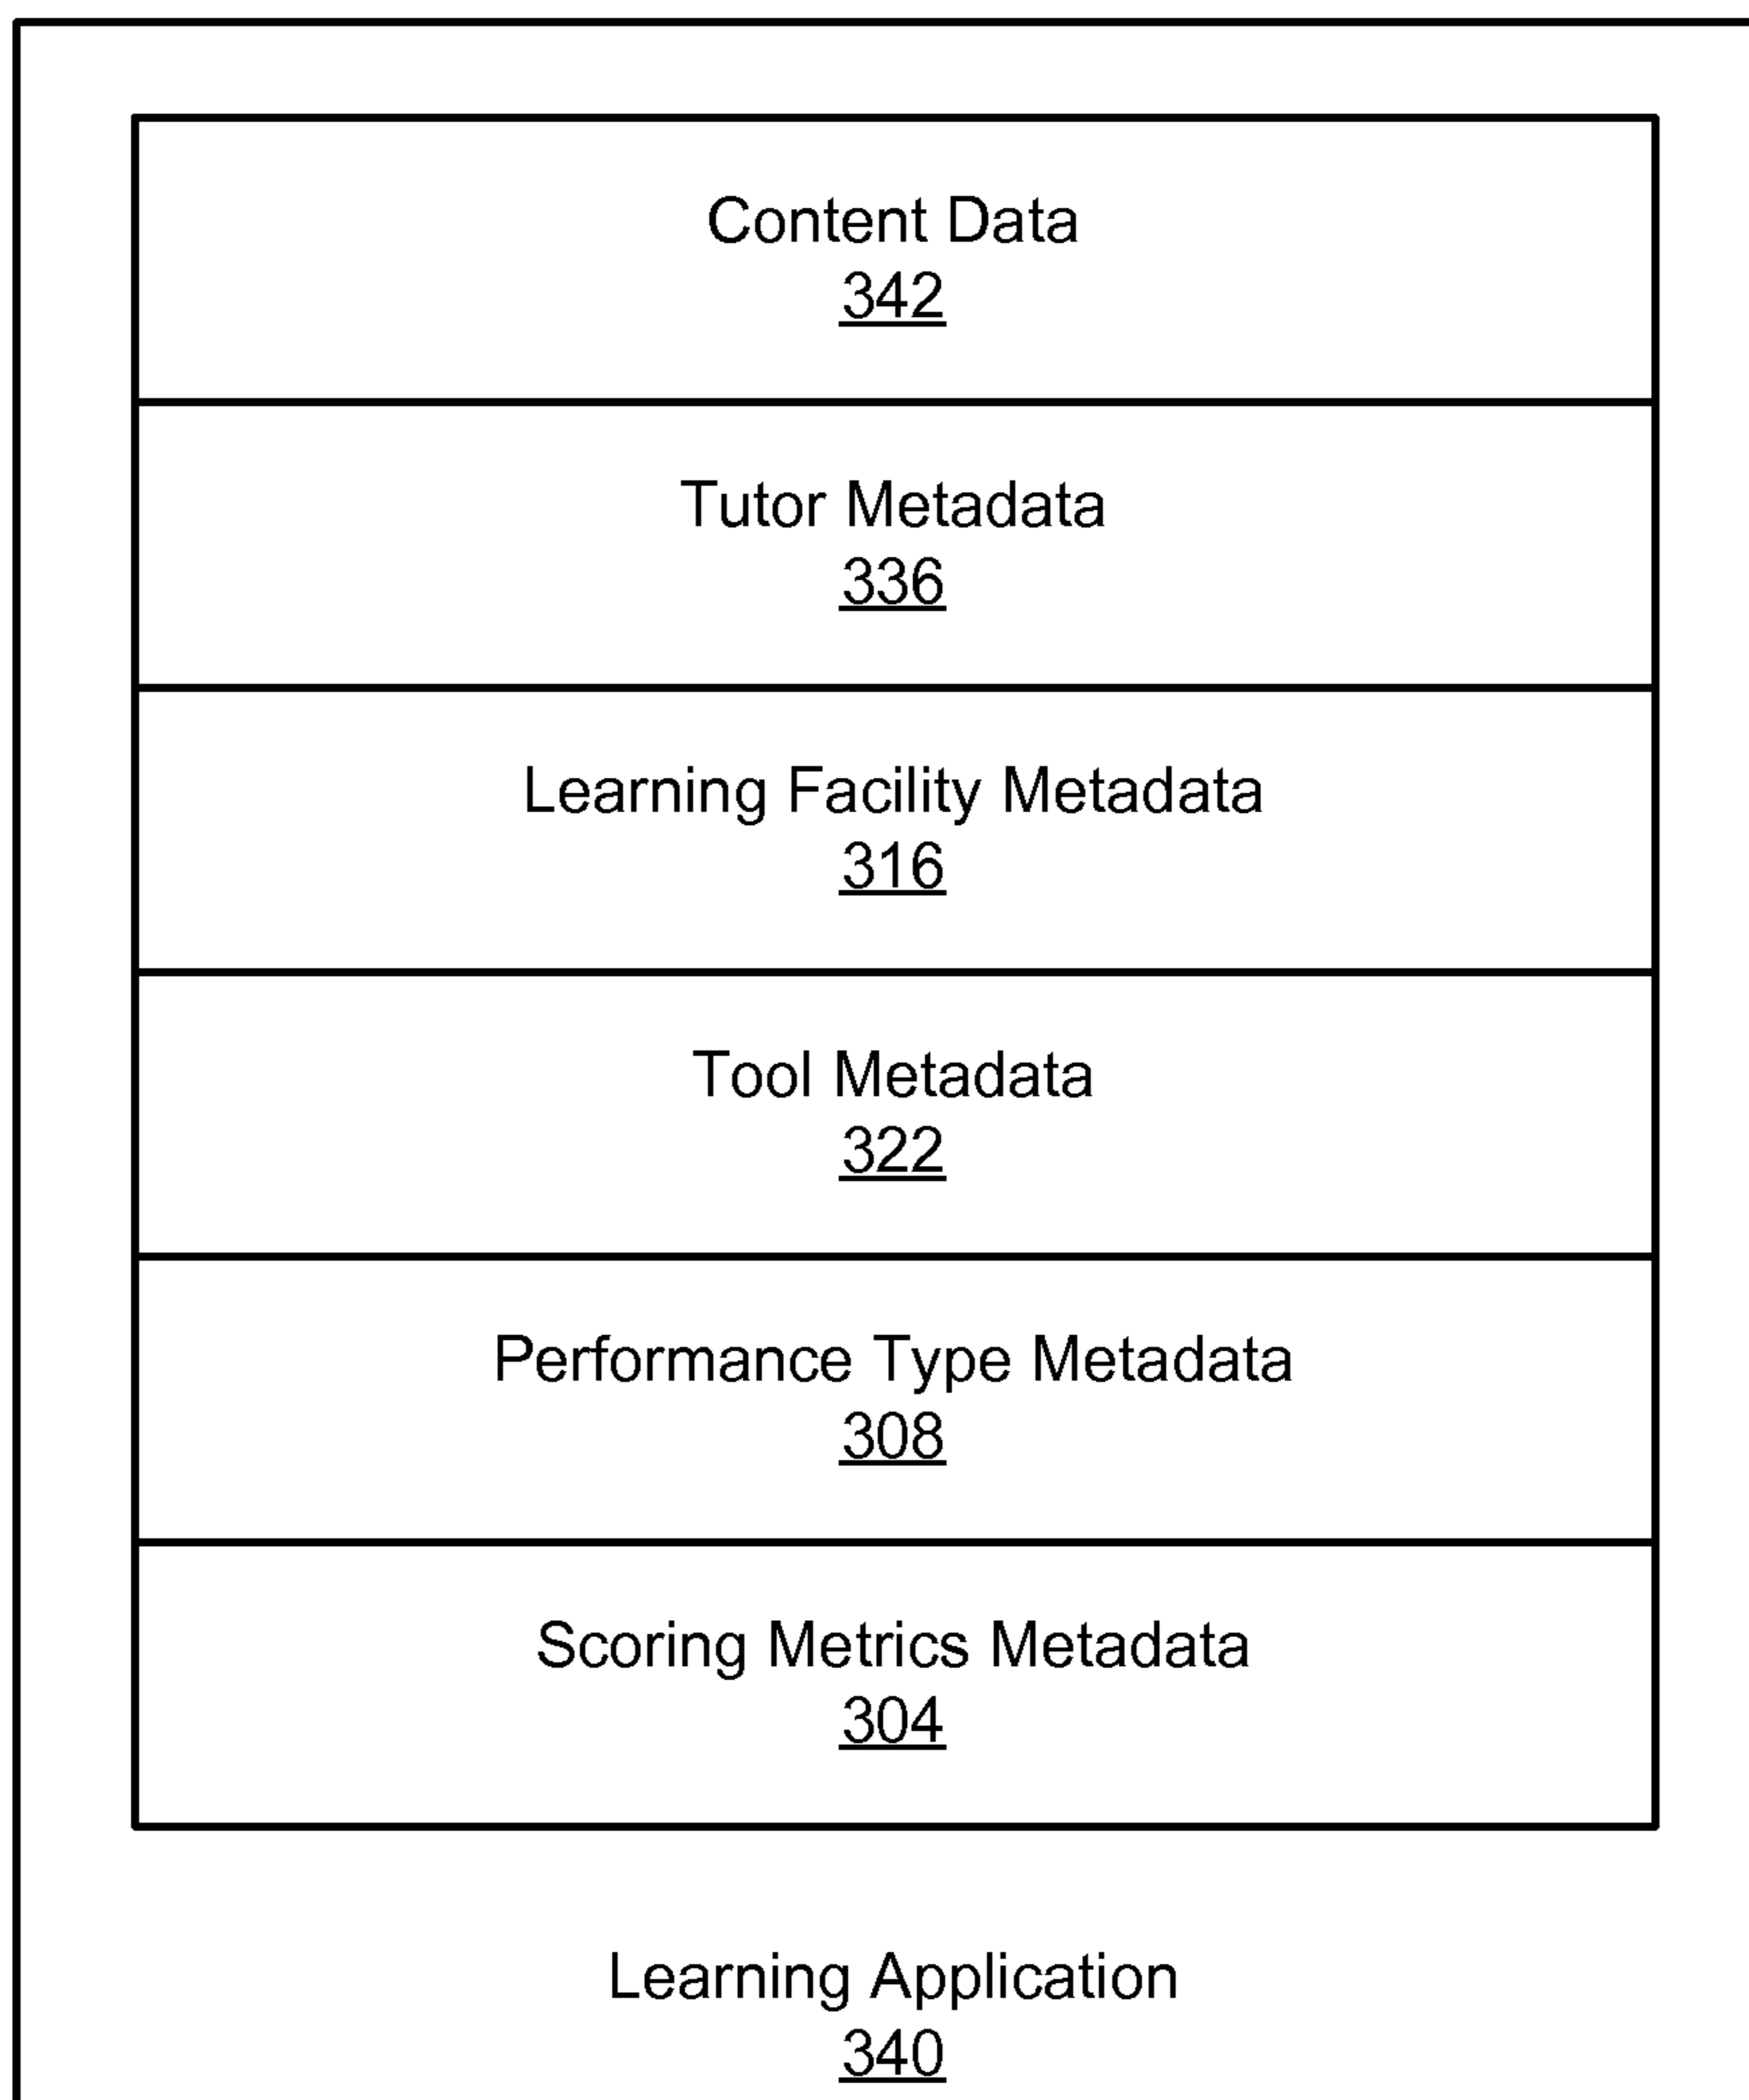 Content Data
342
Tutor Metadata
336
Learning Facility Metadata
316
Tool Metadata
322
Performance Type Metadata
308
Scoring Metrics Metadata
304
Learning Application
340